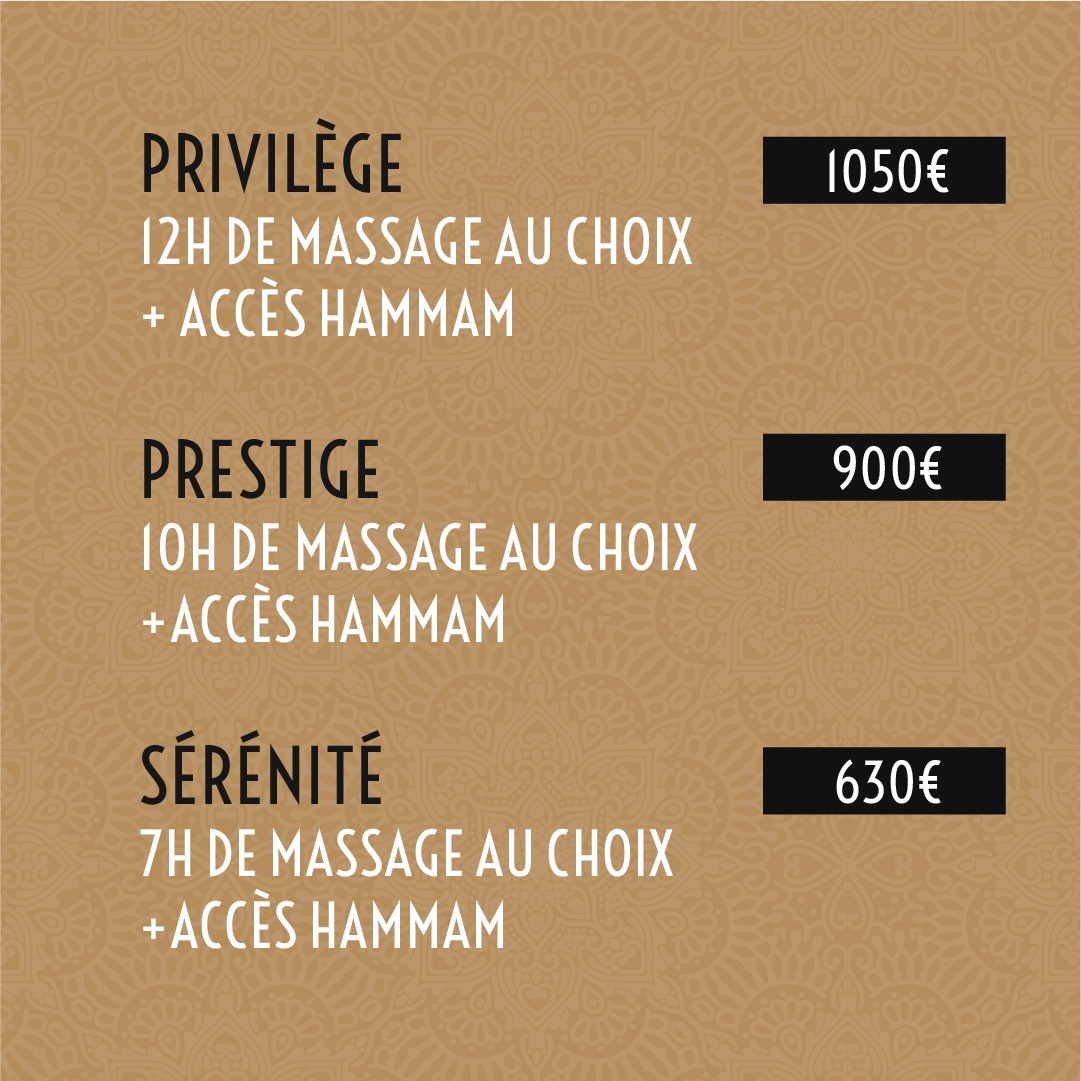 PRIVILÈGE
1050€
12H DE MASSAGE AU CHOIX
+ ACCÈS HAMMAM
PRESTIGE
900€
10H DE MASSAGE AU CHOIX
+ACCÈS HAMMAM
SÉRÉNITÉ
630€
7H DE MASSAGE AU CHOIX
+ACCÈS HAMMAM